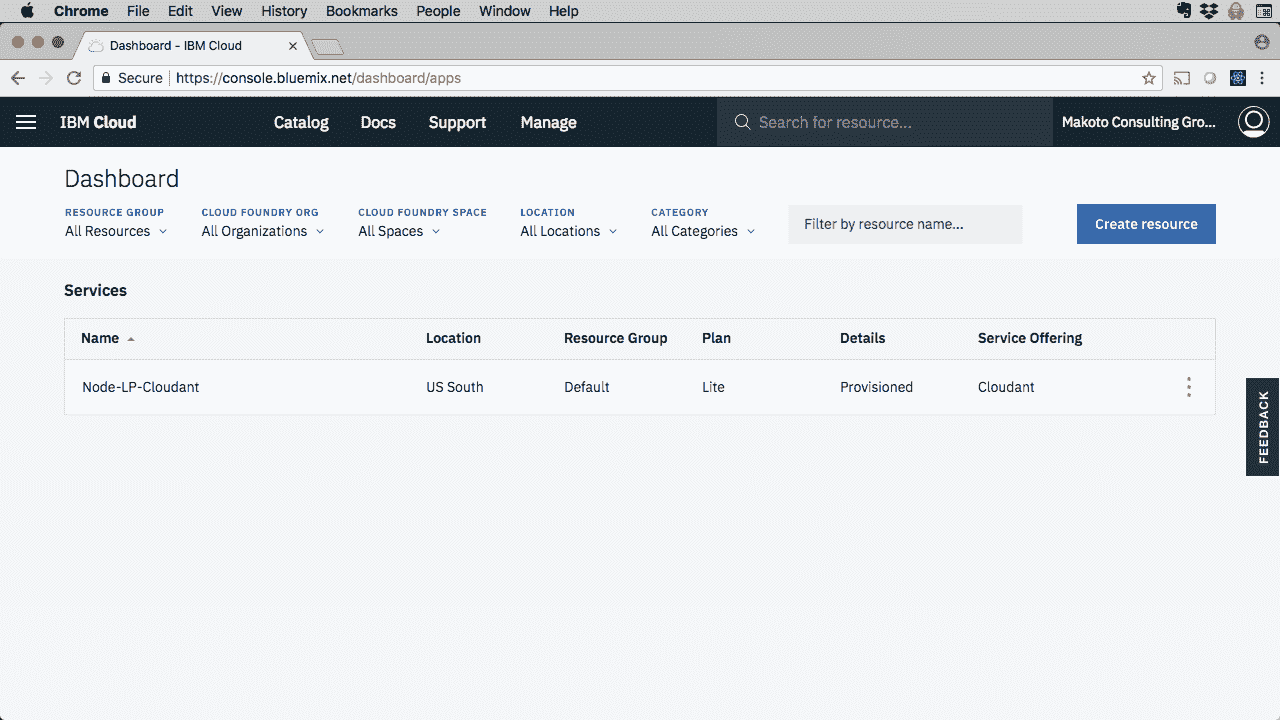 Chrome File Edit View History Bookmarks People Window Help
Dashboard - IBM Cloud
Secure https://console.bluemix.net/dashboard/apps
IBM Cloud Catalog Docs Support Manage Search for resource... Makoto Consulting Gro...
Dashboard
RESOURCE GROUP CLOUD FOUNDRY ORG CLOUD FOUNDRY SPACE LOCATION CATEGORY
All Resources All Organizations All Spaces All Locations All Categories Filter by resource name... Create resource
Services
Name Location Resource Group Plan Details Service Offering
Node-LP-Cloudant US South Default Lite Provisioned Cloudant
FEEDBACK